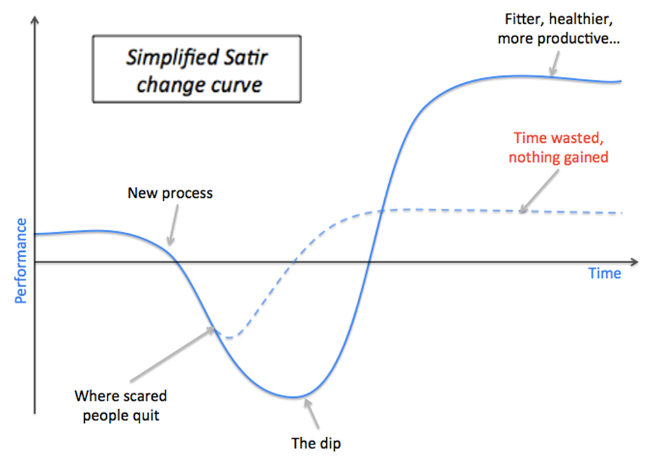 Simplified Satir
change curve
Fitter, healthier,
more productive...
Time wasted,
nothing gained
New process
Performance
Time
Where scared
people quit
The dip